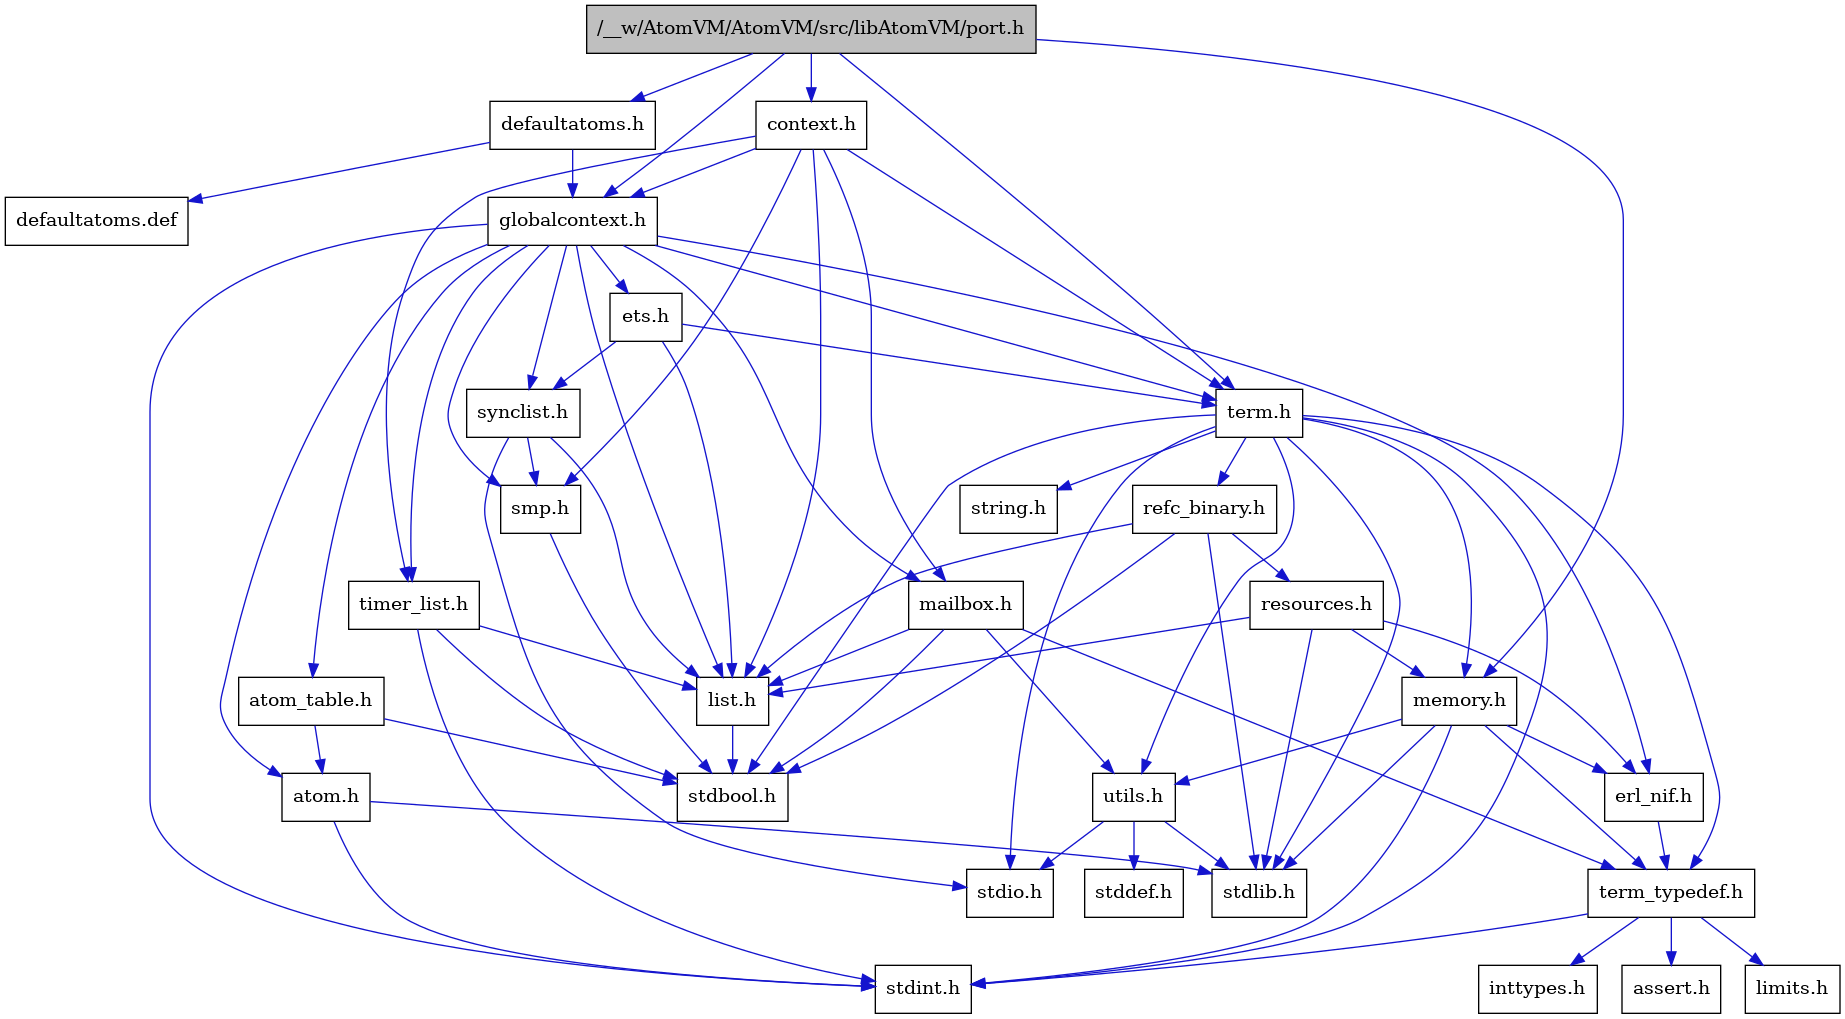 /__w/AtomVM/AtomVM/src/libAtomVM/port.h
defaultatoms.h
context.h
defaultatoms.def
globalcontext.h
ets.h
synclist.h
term.h
smp.h
string.h
refc_binary.h
timer_list.h
mailbox.h
resources.h
atom_table.h
list.h
memory.h
atom.h
stdbool.h
utils.h
erl_nif.h
stdio.h
stddef.h
stdlib.h
term_typedef.h
stdint.h
inttypes.h
assert.h
limits.h